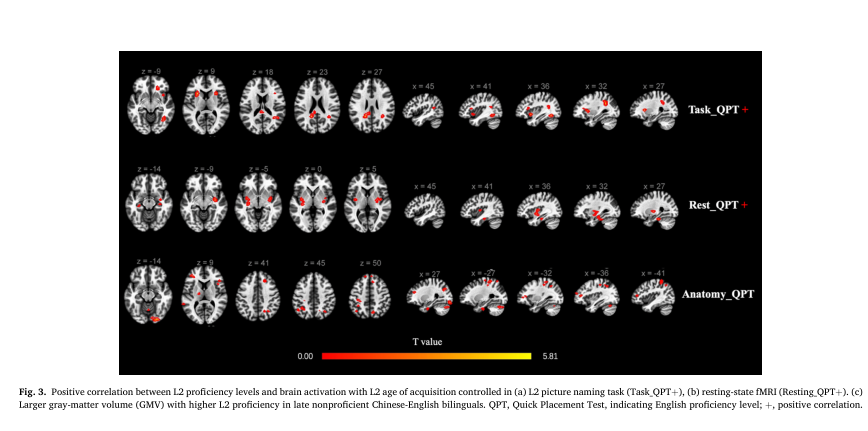 z = -9 z = 9 z = 18 z = 23 z = 27
x = 45 x = 41 x = 36 x = 32 x = 27
Task_QPT +
z = -14 z = -9 z = -5 z = 0 z = 5
x = 45 x = 41 x = 36 x = 32 x = 27
Rest_QPT +
z = -14 z = 9 z = 41 z = 45 z = 50
x = 27 x = -27 x = -32 x = -36 x = -41
Anatomy_QPT
T value
0.00 5.81
Fig. 3. Positive correlation between L2 proficiency levels and brain activation with L2 age of acquisition controlled in (a) L2 picture naming task (Task_QPT+), (b) resting-state fMRI (Resting_QPT+). (c)
Larger gray-matter volume (GMV) with higher L2 proficiency in late nonproficient Chinese-English bilinguals. QPT, Quick Placement Test, indicating English proficiency level; +, positive correlation.